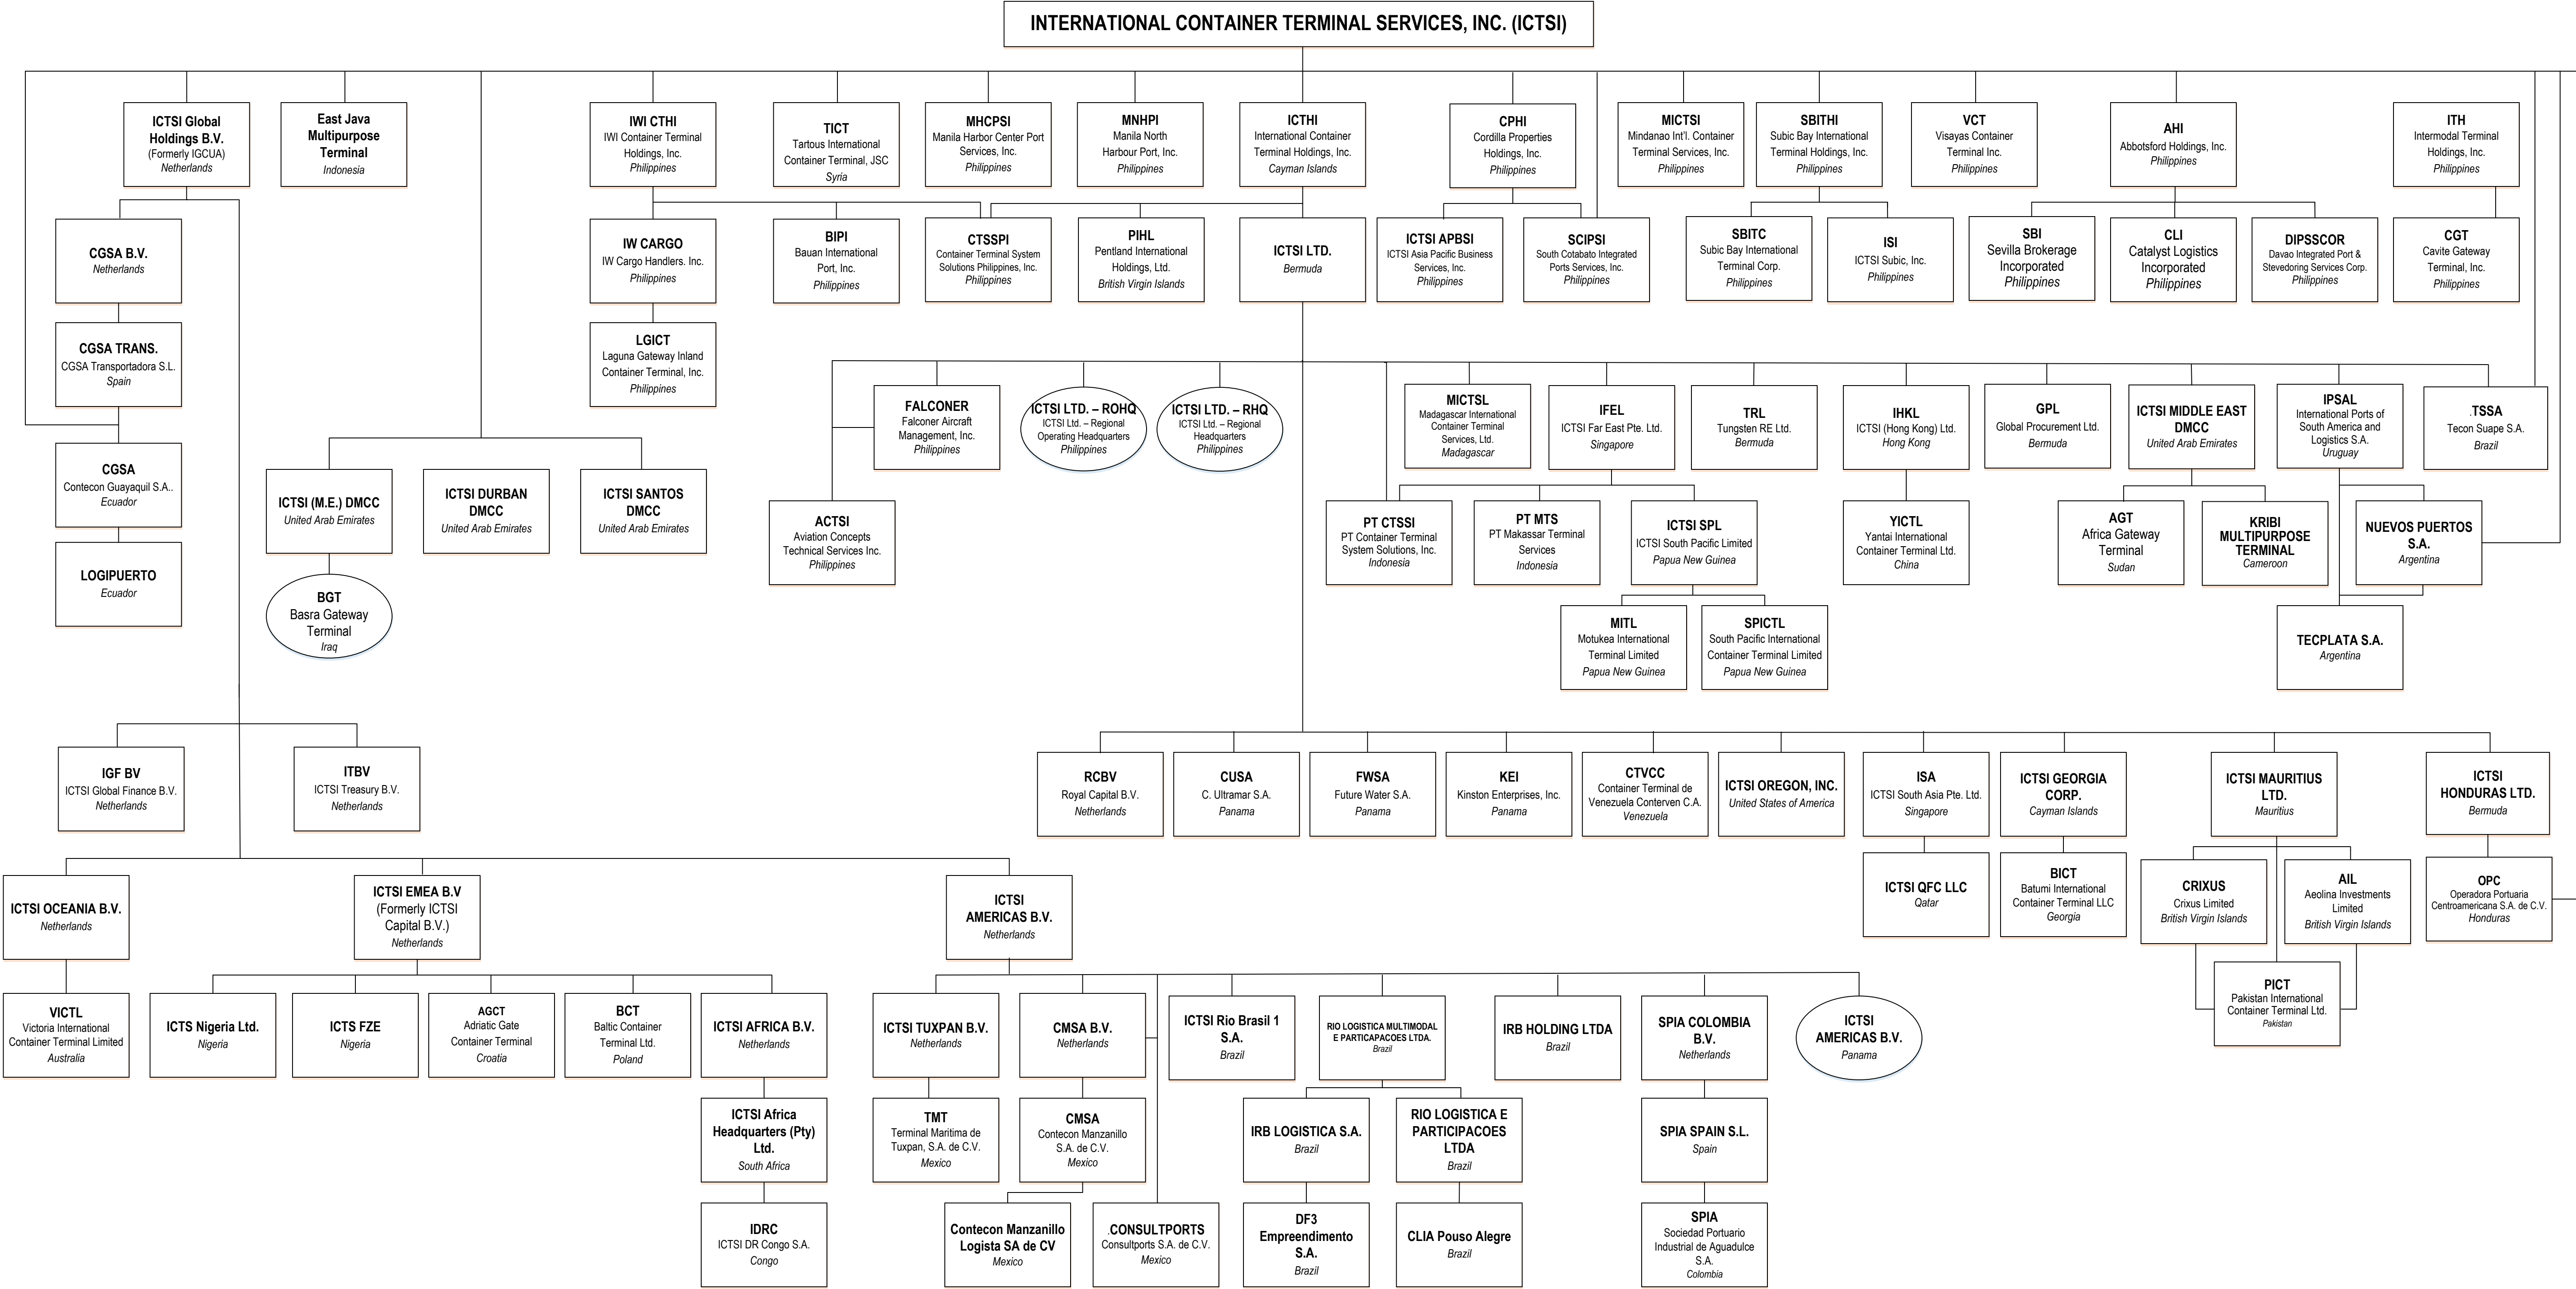 INTERNATIONAL CONTAINER TERMINAL SERVICES, INC. (ICTSI)
ICTSI Global
Holdings B.V.
(Formerly IGCUA)
Netherlands
East Java
Multipurpose
Terminal
Indonesia
IWI CTHI
IWI Container Terminal
Holdings, Inc.
Philippines
TICT
Tartous International
Container Terminal, JSC
Syria
MHCPSI
Manila Harbor Center Port
Services, Inc.
Philippines
MNHPI
Manila North
Harbour Port, Inc.
Philippines
ICTHI
International Container
Terminal Holdings, Inc.
Cayman Islands
CPHI
Cordilla Properties
Holdings, Inc.
Philippines
MICTSI
Mindanao Int'l. Container
Terminal Services, Inc.
Philippines
SBITHI
Subic Bay International
Terminal Holdings, Inc.
Philippines
VCT
Visayas Container
Terminal Inc.
Philippines
AHI
Abbotsford Holdings, Inc.
Philippines
ITH
Intermodal Terminal
Holdings, Inc.
Philippines
CGSA B.V.
Netherlands
IW CARGO
IW Cargo Handlers. Inc.
Philippines
BIPI
Bauan International
Port, Inc.
Philippines
CTSSPI
Container Terminal System
Solutions Philippines, Inc.
Philippines
PIHL
Pentland International
Holdings, Ltd.
British Virgin Islands
ICTSI LTD.
Bermuda
ICTSI APBSI
ICTSI Asia Pacific Business
Services, Inc.
Philippines
SCIPSI
South Cotabato Integrated
Ports Services, Inc.
Philippines
SBITC
Subic Bay International
Terminal Corp.
Philippines
ISI
ICTSI Subic, Inc.
Philippines
SBI
Sevilla Brokerage
Incorporated
Philippines
CLI
Catalyst Logistics
Incorporated
Philippines
DIPSSCOR
Davao Integrated Port &
Stevedoring Services Corp.
Philippines
CGT
Cavite Gateway
Terminal, Inc.
Philippines
CGSA TRANS.
CGSA Transportadora S.L.
Spain
LGICT
Laguna Gateway Inland
Container Terminal, Inc.
Philippines
FALCONER
Falconer Aircraft
Management, Inc.
Philippines
ICTSI LTD. – ROHQ
ICTSI Ltd. – Regional
Operating Headquarters
Philippines
ICTSI LTD. – RHQ
ICTSI Ltd. – Regional
Headquarters
Philippines
MICTSL
Madagascar International
Container Terminal
Services, Ltd.
Madagascar
IFEL
ICTSI Far East Pte. Ltd.
Singapore
TRL
Tungsten RE Ltd.
Bermuda
IHKL
ICTSI (Hong Kong) Ltd.
Hong Kong
GPL
Global Procurement Ltd.
Bermuda
ICTSI MIDDLE EAST
DMCC
United Arab Emirates
IPSAL
International Ports of
South America and
Logistics S.A.
Uruguay
.TSSA
Tecon Suape S.A.
Brazil
CGSA
Contecon Guayaquil S.A..
Ecuador
ICTSI (M.E.) DMCC
United Arab Emirates
ICTSI DURBAN
DMCC
United Arab Emirates
ICTSI SANTOS
DMCC
United Arab Emirates
ACTSI
Aviation Concepts
Technical Services Inc.
Philippines
PT CTSSI
PT Container Terminal
System Solutions, Inc.
Indonesia
PT MTS
PT Makassar Terminal
Services
Indonesia
ICTSI SPL
ICTSI South Pacific Limited
Papua New Guinea
YICTL
Yantai International
Container Terminal Ltd.
China
AGT
Africa Gateway
Terminal
Sudan
KRIBI
MULTIPURPOSE
TERMINAL
Cameroon
NUEVOS PUERTOS
S.A.
Argentina
LOGIPUERTO
Ecuador
BGT
Basra Gateway
Terminal
Iraq
MITL
Motukea International
Terminal Limited
Papua New Guinea
SPICTL
South Pacific International
Container Terminal Limited
Papua New Guinea
TECPLATA S.A.
Argentina
IGF BV
ICTSI Global Finance B.V.
Netherlands
ITBV
ICTSI Treasury B.V.
Netherlands
RCBV
Royal Capital B.V.
Netherlands
CUSA
C. Ultramar S.A.
Panama
FWSA
Future Water S.A.
Panama
KEI
Kinston Enterprises, Inc.
Panama
CTVCC
Container Terminal de
Venezuela Conterven C.A.
Venezuela
ICTSI OREGON, INC.
United States of America
ISA
ICTSI South Asia Pte. Ltd.
Singapore
ICTSI GEORGIA
CORP.
Cayman Islands
ICTSI MAURITIUS
LTD.
Mauritius
ICTSI
HONDURAS LTD.
Bermuda
ICTSI OCEANIA B.V.
Netherlands
ICTSI EMEA B.V
(Formerly ICTSI
Capital B.V.)
Netherlands
ICTSI
AMERICAS B.V.
Netherlands
ICTSI QFC LLC
Qatar
BICT
Batumi International
Container Terminal LLC
Georgia
CRIXUS
Crixus Limited
British Virgin Islands
AIL
Aeolina Investments
Limited
British Virgin Islands
OPC
Operadora Portuaria
Centroamericana S.A. de C.V.
Honduras
VICTL
Victoria International
Container Terminal Limited
Australia
ICTS Nigeria Ltd.
Nigeria
ICTS FZE
Nigeria
AGCT
Adriatic Gate
Container Terminal
Croatia
BCT
Baltic Container
Terminal Ltd.
Poland
ICTSI AFRICA B.V.
Netherlands
ICTSI TUXPAN B.V.
Netherlands
CMSA B.V.
Netherlands
ICTSI Rio Brasil 1
S.A.
Brazil
RIO LOGISTICA MULTIMODAL
E PARTICAPACOES LTDA.
Brazil
IRB HOLDING LTDA
Brazil
SPIA COLOMBIA
B.V.
Netherlands
ICTSI
AMERICAS B.V.
Panama
PICT
Pakistan International
Container Terminal Ltd.
Pakistan
ICTSI Africa
Headquarters (Pty)
Ltd.
South Africa
TMT
Terminal Maritima de
Tuxpan, S.A. de C.V.
Mexico
CMSA
Contecon Manzanillo
S.A. de C.V.
Mexico
IRB LOGISTICA S.A.
Brazil
RIO LOGISTICA E
PARTICIPACOES
LTDA
Brazil
SPIA SPAIN S.L.
Spain
IDRC
ICTSI DR Congo S.A.
Congo
Contecon Manzanillo
Logista SA de CV
Mexico
.CONSULTPORTS
Consultports S.A. de C.V.
Mexico
DF3
Empreendimento
S.A.
Brazil
CLIA Pouso Alegre
Brazil
SPIA
Sociedad Portuario
Industrial de Aguadulce
S.A.
Colombia